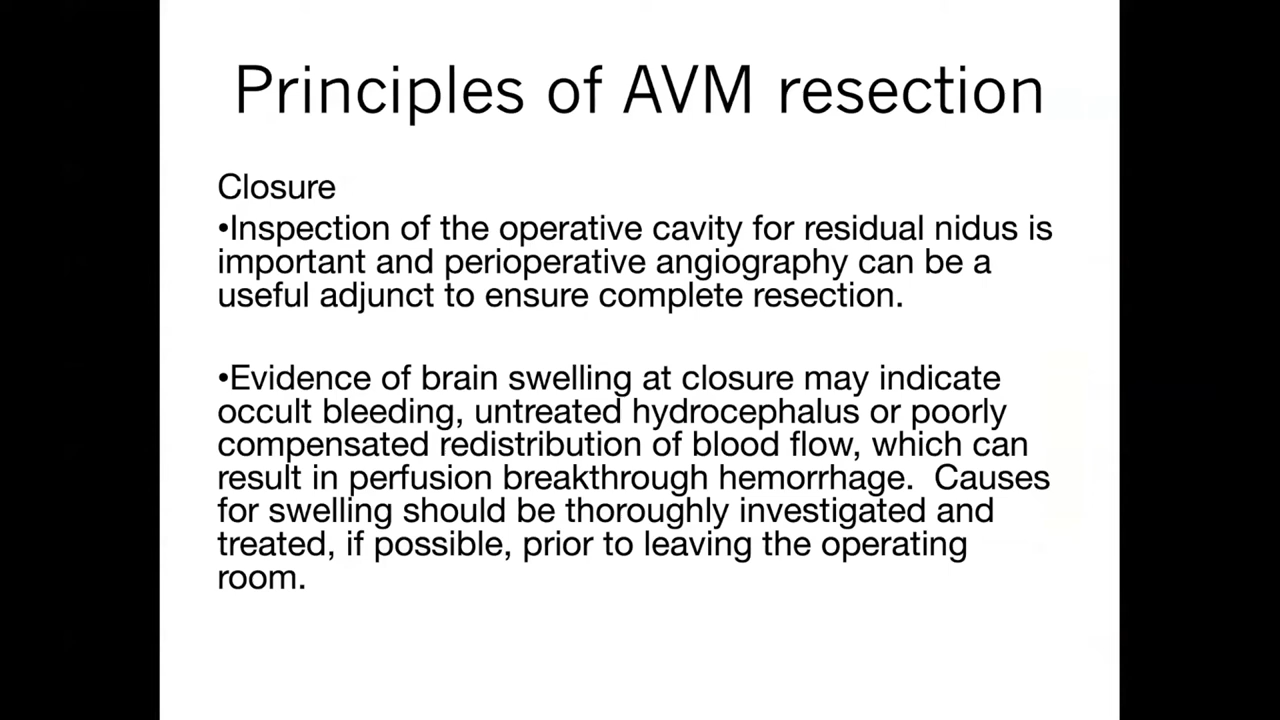 Principles of AVM resection
Closure
•Inspection of the operative cavity for residual nidus is
important and perioperative angiography can be a
useful adjunct to ensure complete resection.
•Evidence of brain swelling at closure may indicate
occult bleeding, untreated hydrocephalus or poorly
compensated redistribution of blood flow, which can
result in perfusion breakthrough hemorrhage.  Causes
for swelling should be thoroughly investigated and
treated, if possible, prior to leaving the operating
room.